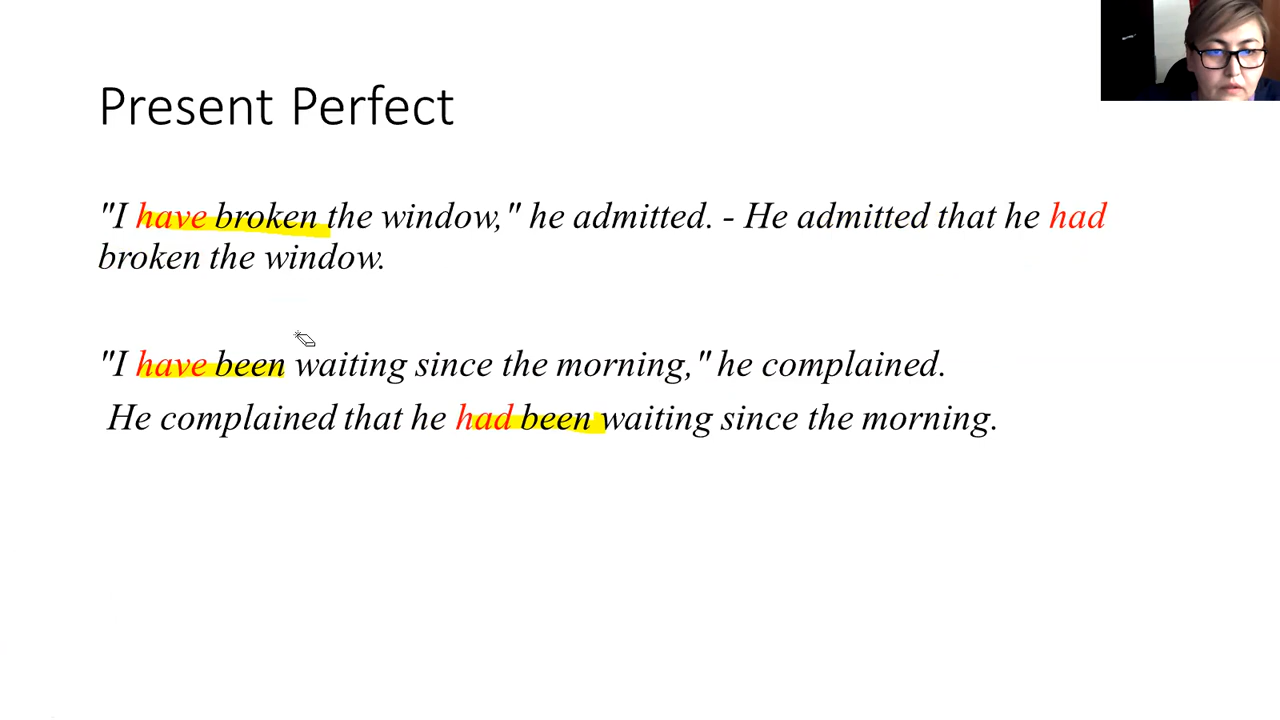 Present Perfect
"I have broken the window," he admitted. - He admitted that he had
broken the window.
"I have been waiting since the morning," he complained.
He complained that he had been waiting since the morning.